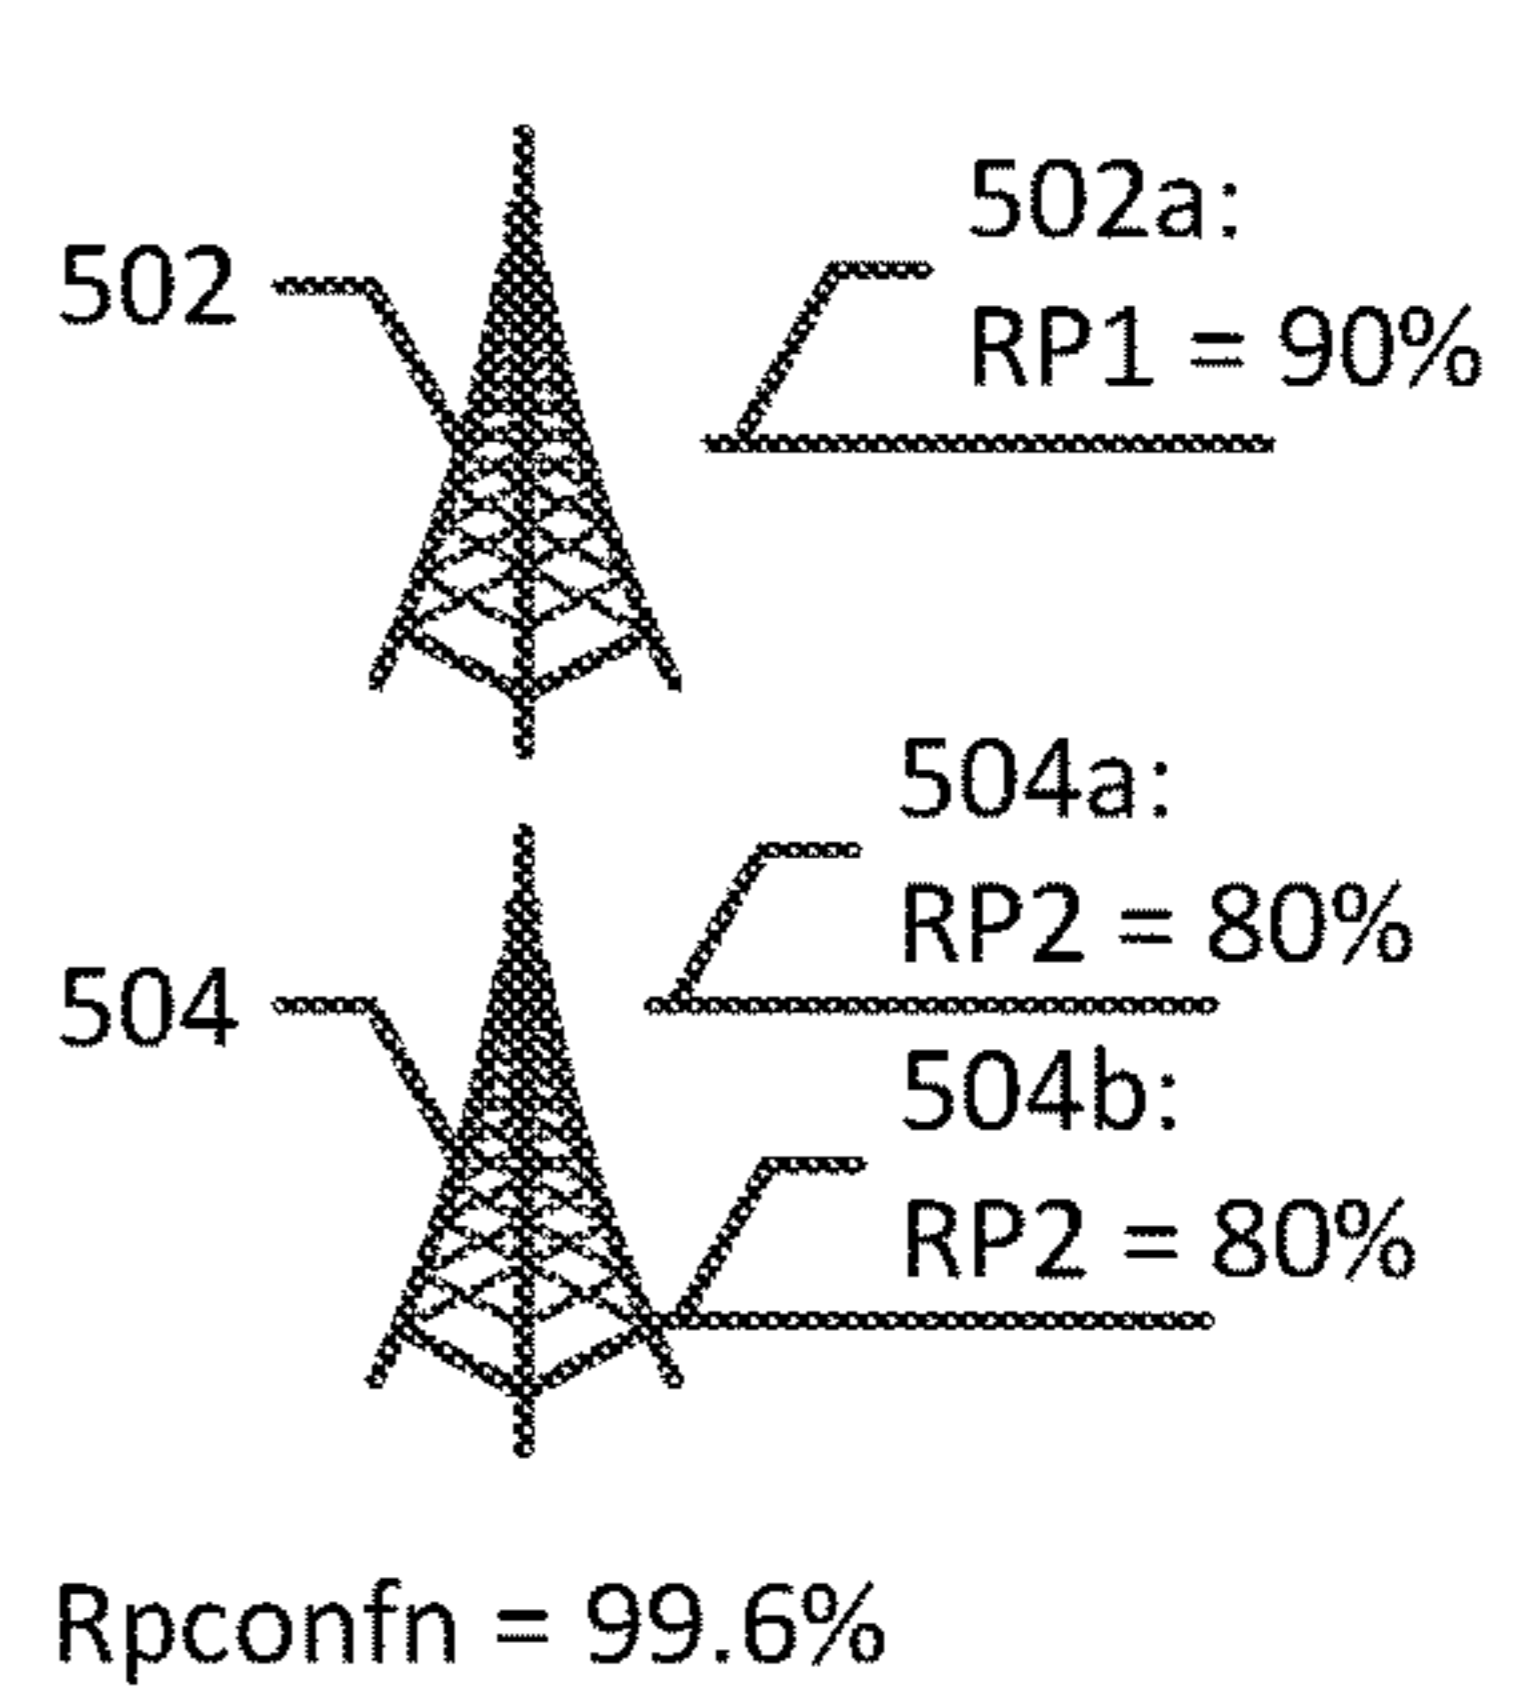 502a:
502
RP1 = 90%
504a:
RP2 = 80%
504
504b:
RP2 = 80%
Rpconfn = 99.6%